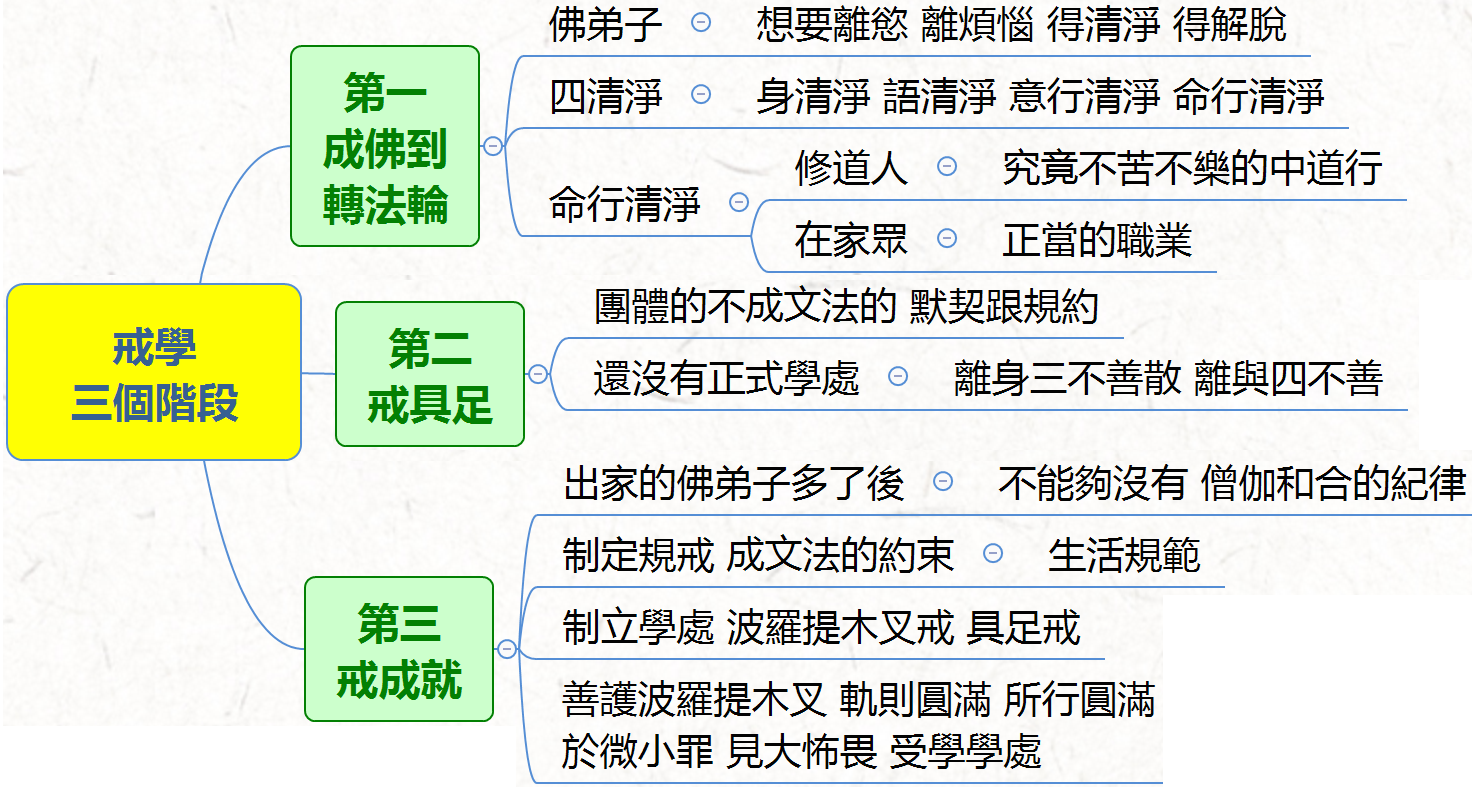 戒學
三個階段
第一
成佛到
轉法輪
佛弟子 想要離慾 離煩惱 得清淨 得解脫
四清淨 身清淨 語清淨 意行清淨 命行清淨
命行清淨
修道人 究竟不苦不樂的中道行
在家眾 正當的職業
第二
戒具足
團體的不成文法的 默契跟規約
還沒有正式學處 離身三不善散 離與四不善
第三
戒成就
出家的佛弟子多了後 不能夠沒有 僧伽和合的紀律
制定規戒 成文法的約束 生活規範
制立學處 波羅提木叉戒 具足戒
善護波羅提木叉 軌則圓滿 所行圓滿
於微小罪 見大怖畏 受學學處